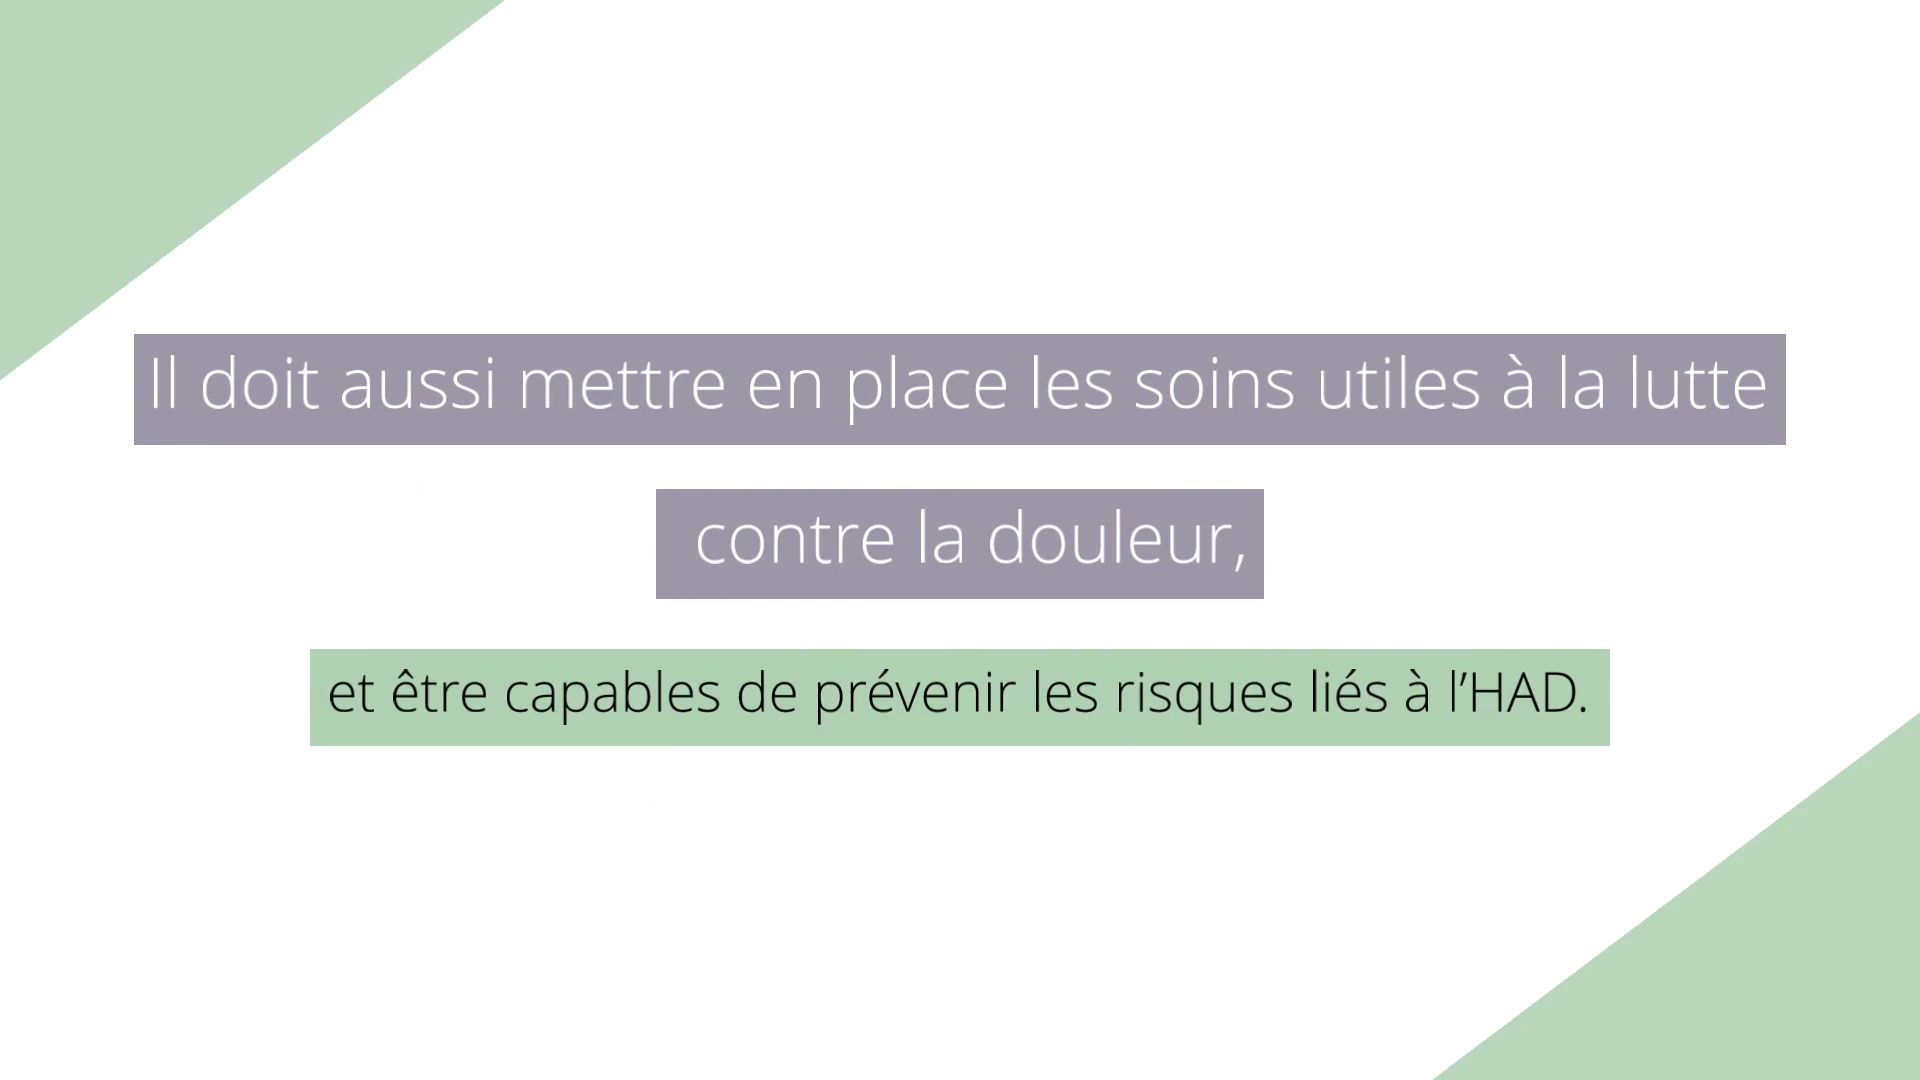 Il doit aussi mettre en place les soins utiles à la lutte
contre la douleur,
et être capables de prévenir les risques liés à l’HAD.